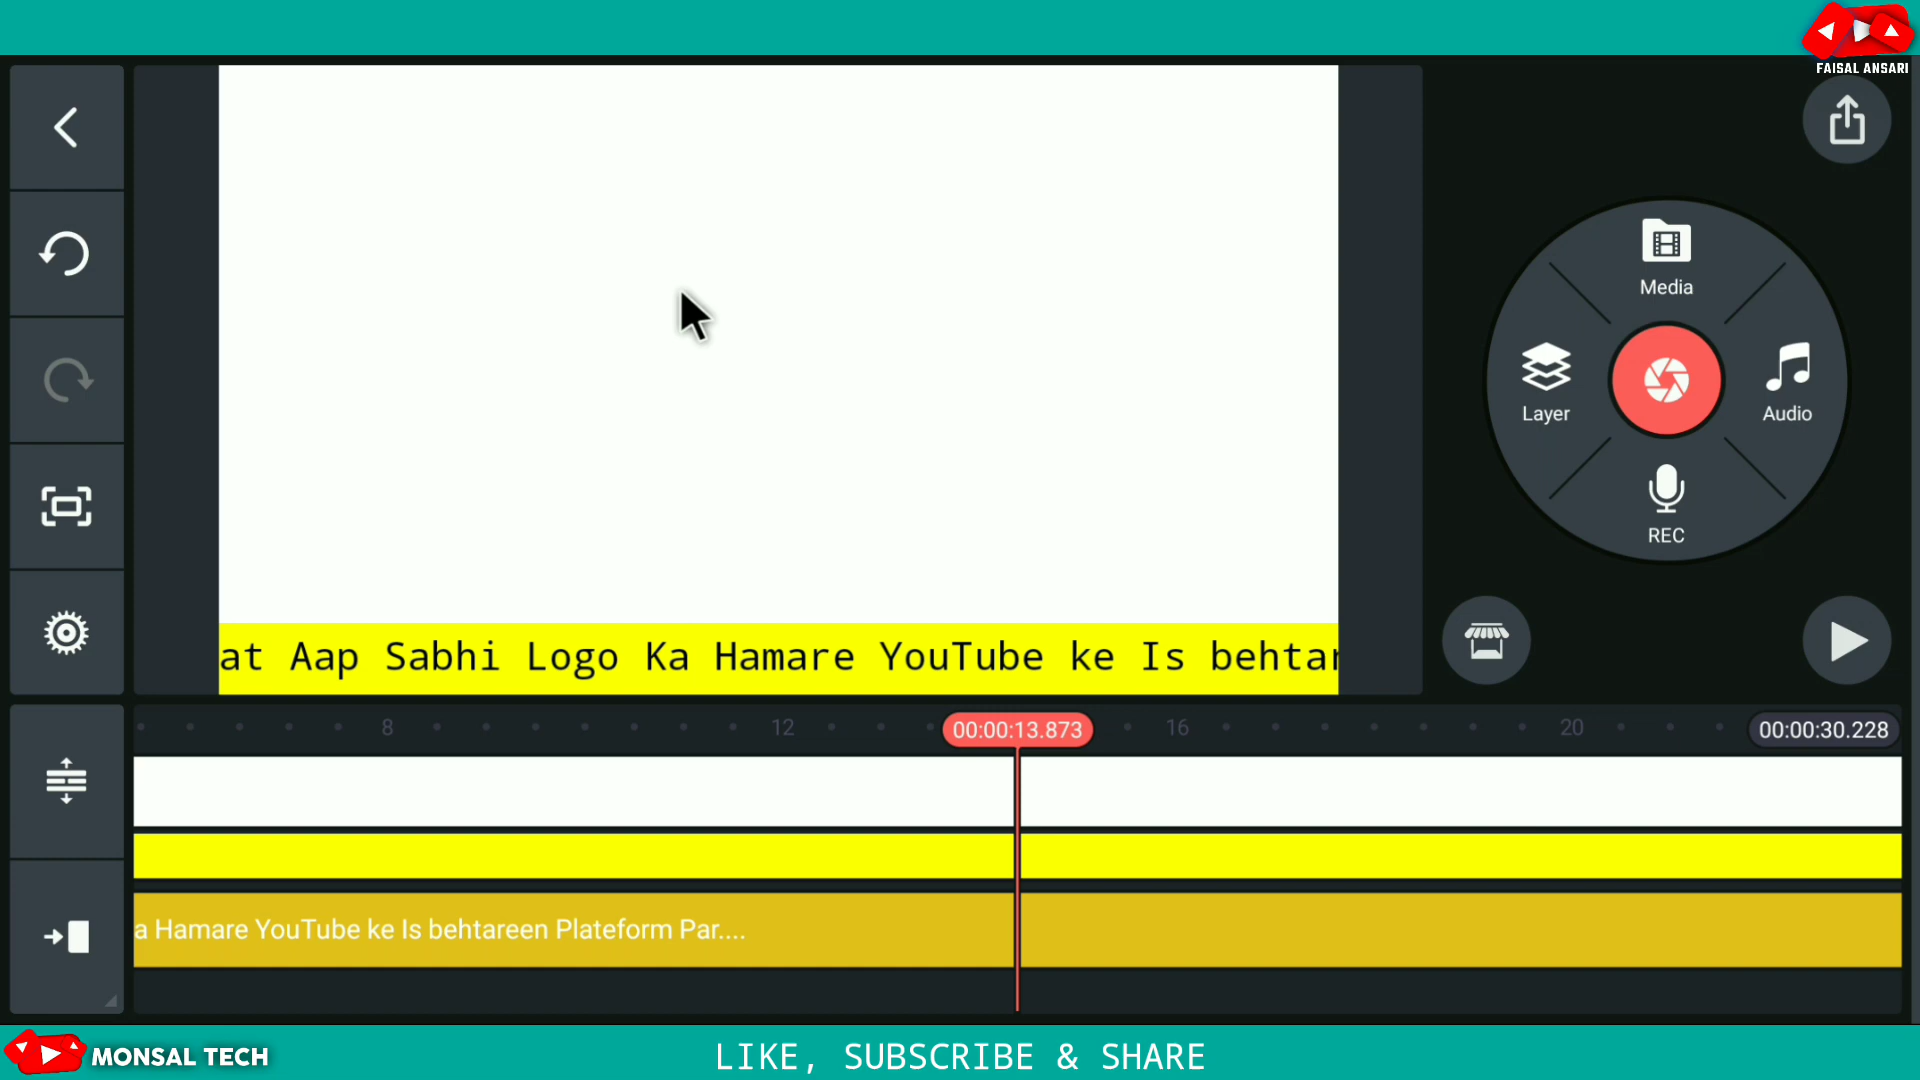 FAISAL ANSARI
Media
Layer
Audio
REC
at Aap Sabhi Logo Ka Hamare YouTube ke Is behtar
8
12
00:00:13.873
16
20
00:00:30.228
a Hamare YouTube ke Is behtareen Plateform Par....
MONSAL TECH
LIKE, SUBSCRIBE & SHARE